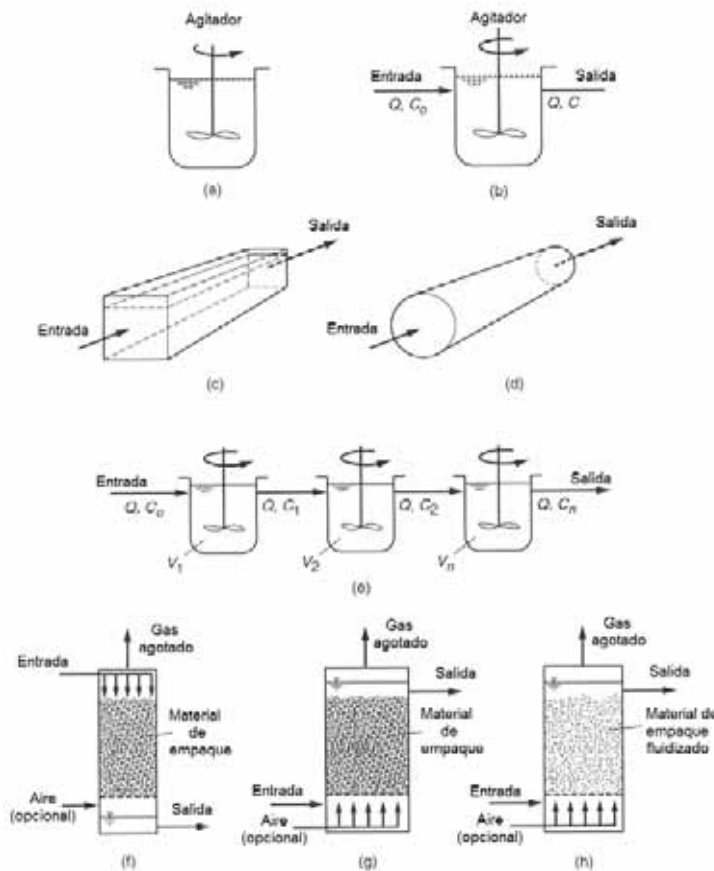 Agitador
(a)
Agitador
Entrada
Q, C₀
Salida
Q, C
(b)
Salida
Entrada
(c)
Salida
Entrada
(d)
Entrada
Q, C₀
Q, C₁
Q, C₂
Salida
Q, Cₙ
V₁
V₂
Vₙ
(e)
Gas
agotado
Entrada
Material
de
empaque
Aire
(opcional)
Salida
(f)
Gas
agotado
Salida
Material
de
empaque
Entrada
Aire
(opcional)
(g)
Gas
agotado
Salida
Material de
empaque
fluidizado
Entrada
Aire
(opcional)
(h)